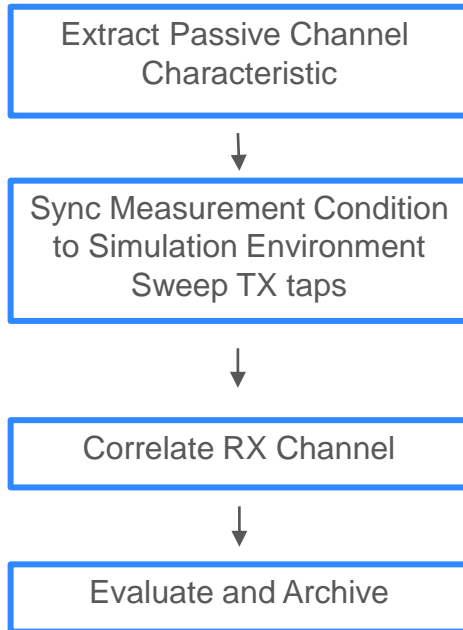 Extract Passive Channel
Characteristic
Sync Measurement Condition
to Simulation Environment
Sweep TX taps
Correlate RX Channel
Evaluate and Archive